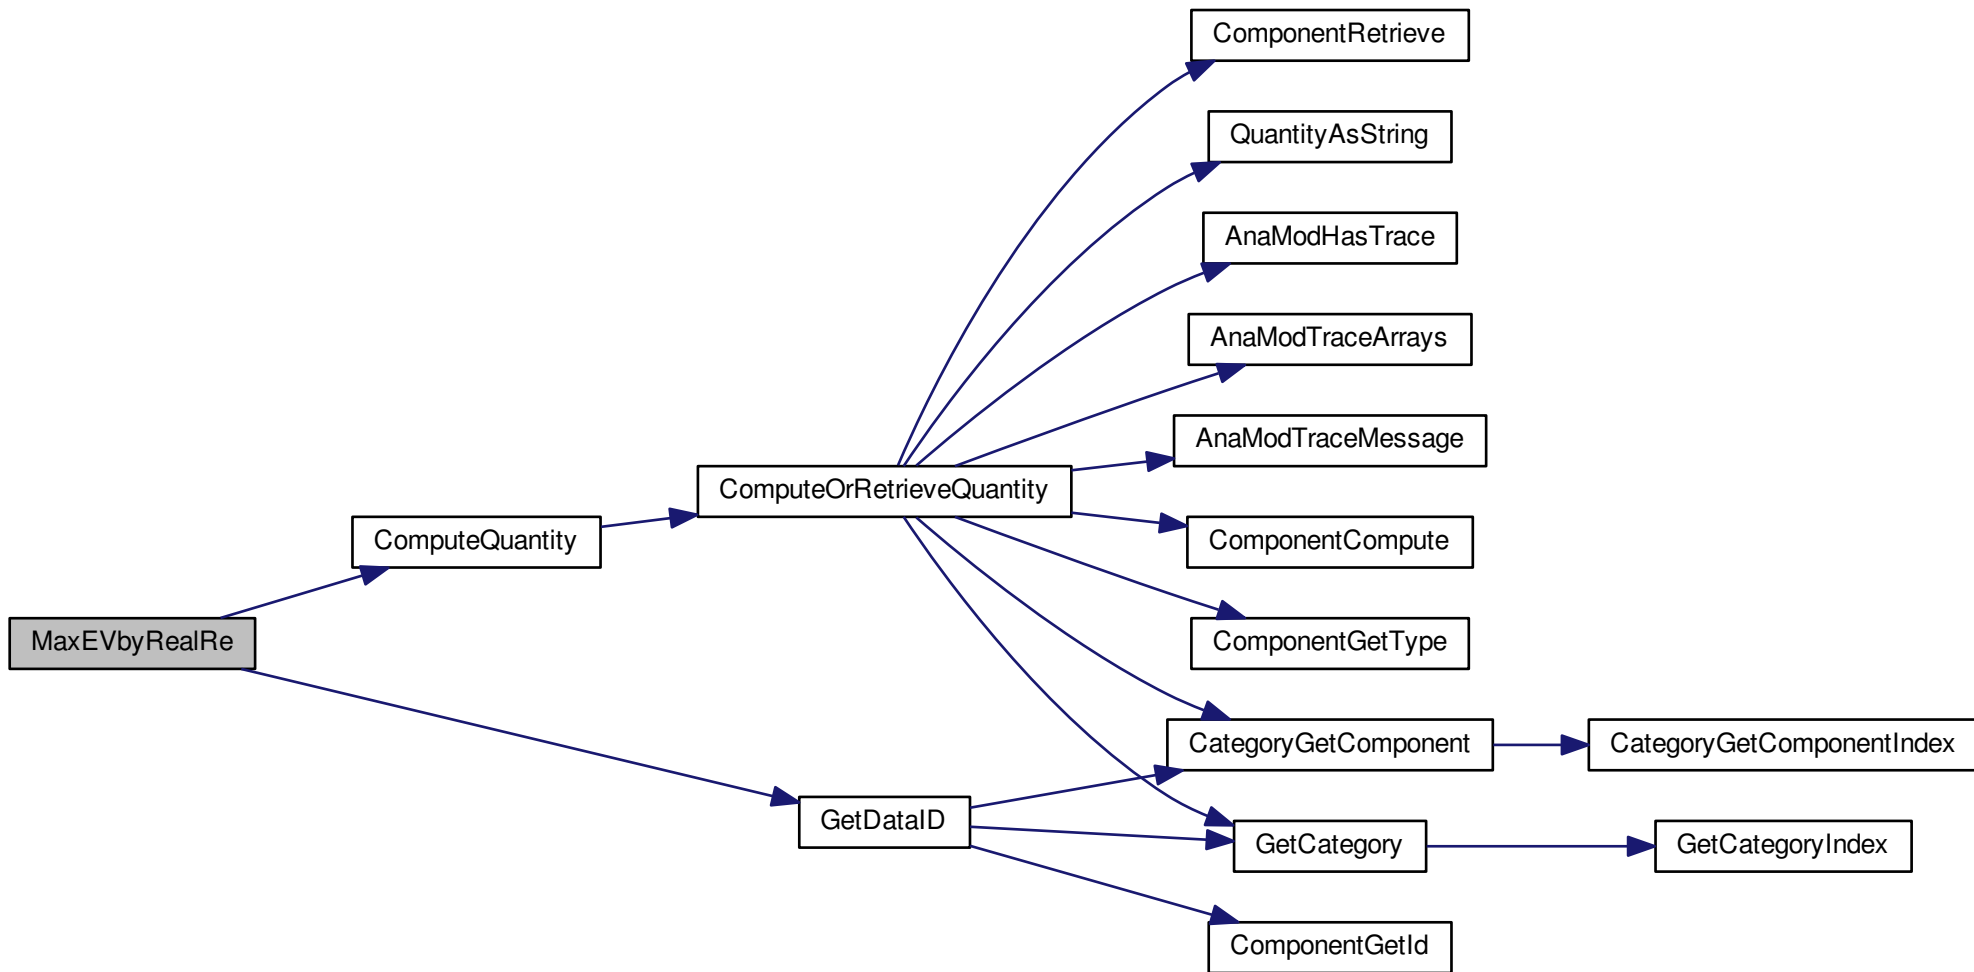 ComponentRetrieve
QuantityAsString
AnaModHasTrace
AnaModTraceArrays
AnaModTraceMessage
ComputeOrRetrieveQuantity
ComputeQuantity
ComponentCompute
MaxEVbyRealRe
ComponentGetType
CategoryGetComponent
CategoryGetComponentIndex
GetDataID
GetCategory
GetCategoryIndex
ComponentGetId